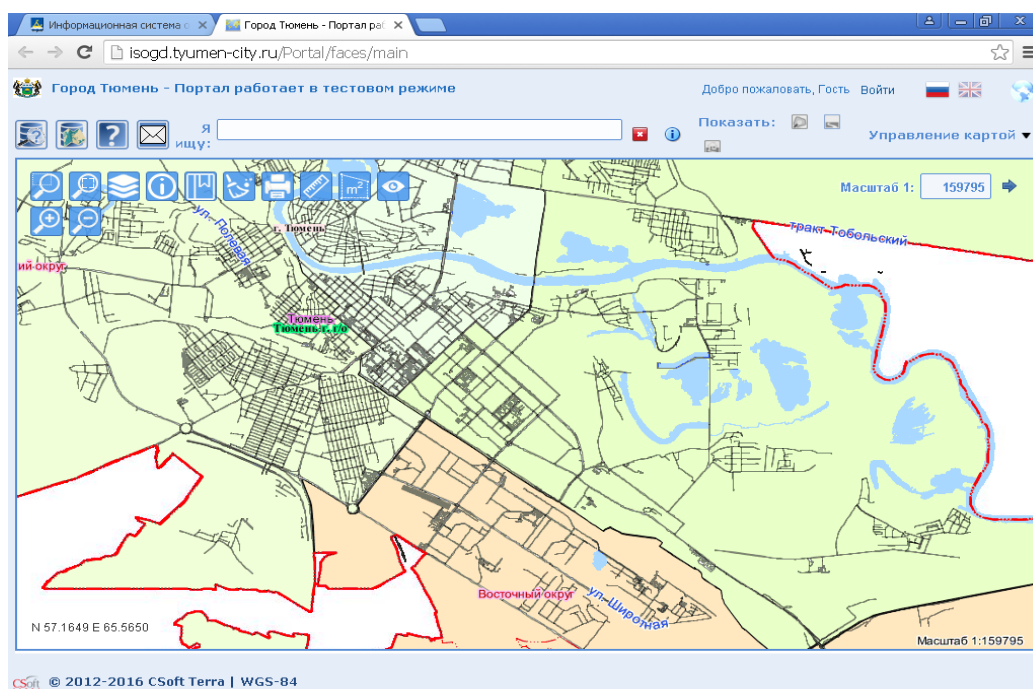 Информационная система с
Город Тюмень - Портал раб
isogd.tyumen-city.ru/Portal/faces/main
Город Тюмень - Портал работает в тестовом режиме
Добро пожаловать, Гость Войти
Я ищу:
Показать:
Управление картой
Масштаб 1: 159795
ул. Полевая
г. Тюмень
тракт Тобольский
ий округ
Тюмень
Тюмень г. г/о
Восточный округ
ул. Широтная
N 57.1649 E 65.5650
Масштаб 1:159795
CSoft © 2012-2016 CSoft Terra | WGS-84